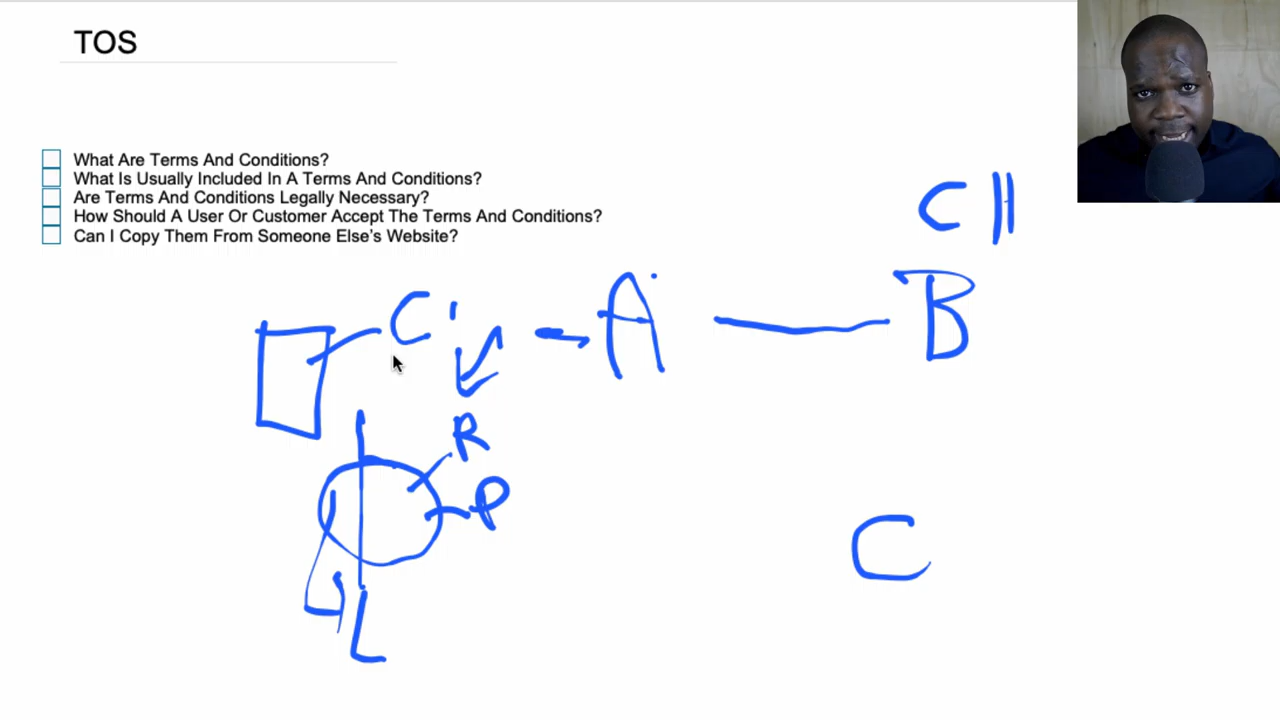 TOS
What Are Terms And Conditions?
What Is Usually Included In A Terms And Conditions?
Are Terms And Conditions Legally Necessary?
How Should A User Or Customer Accept The Terms And Conditions?
Can I Copy Them From Someone Else's Website?
C
C A B
R
P
C
L